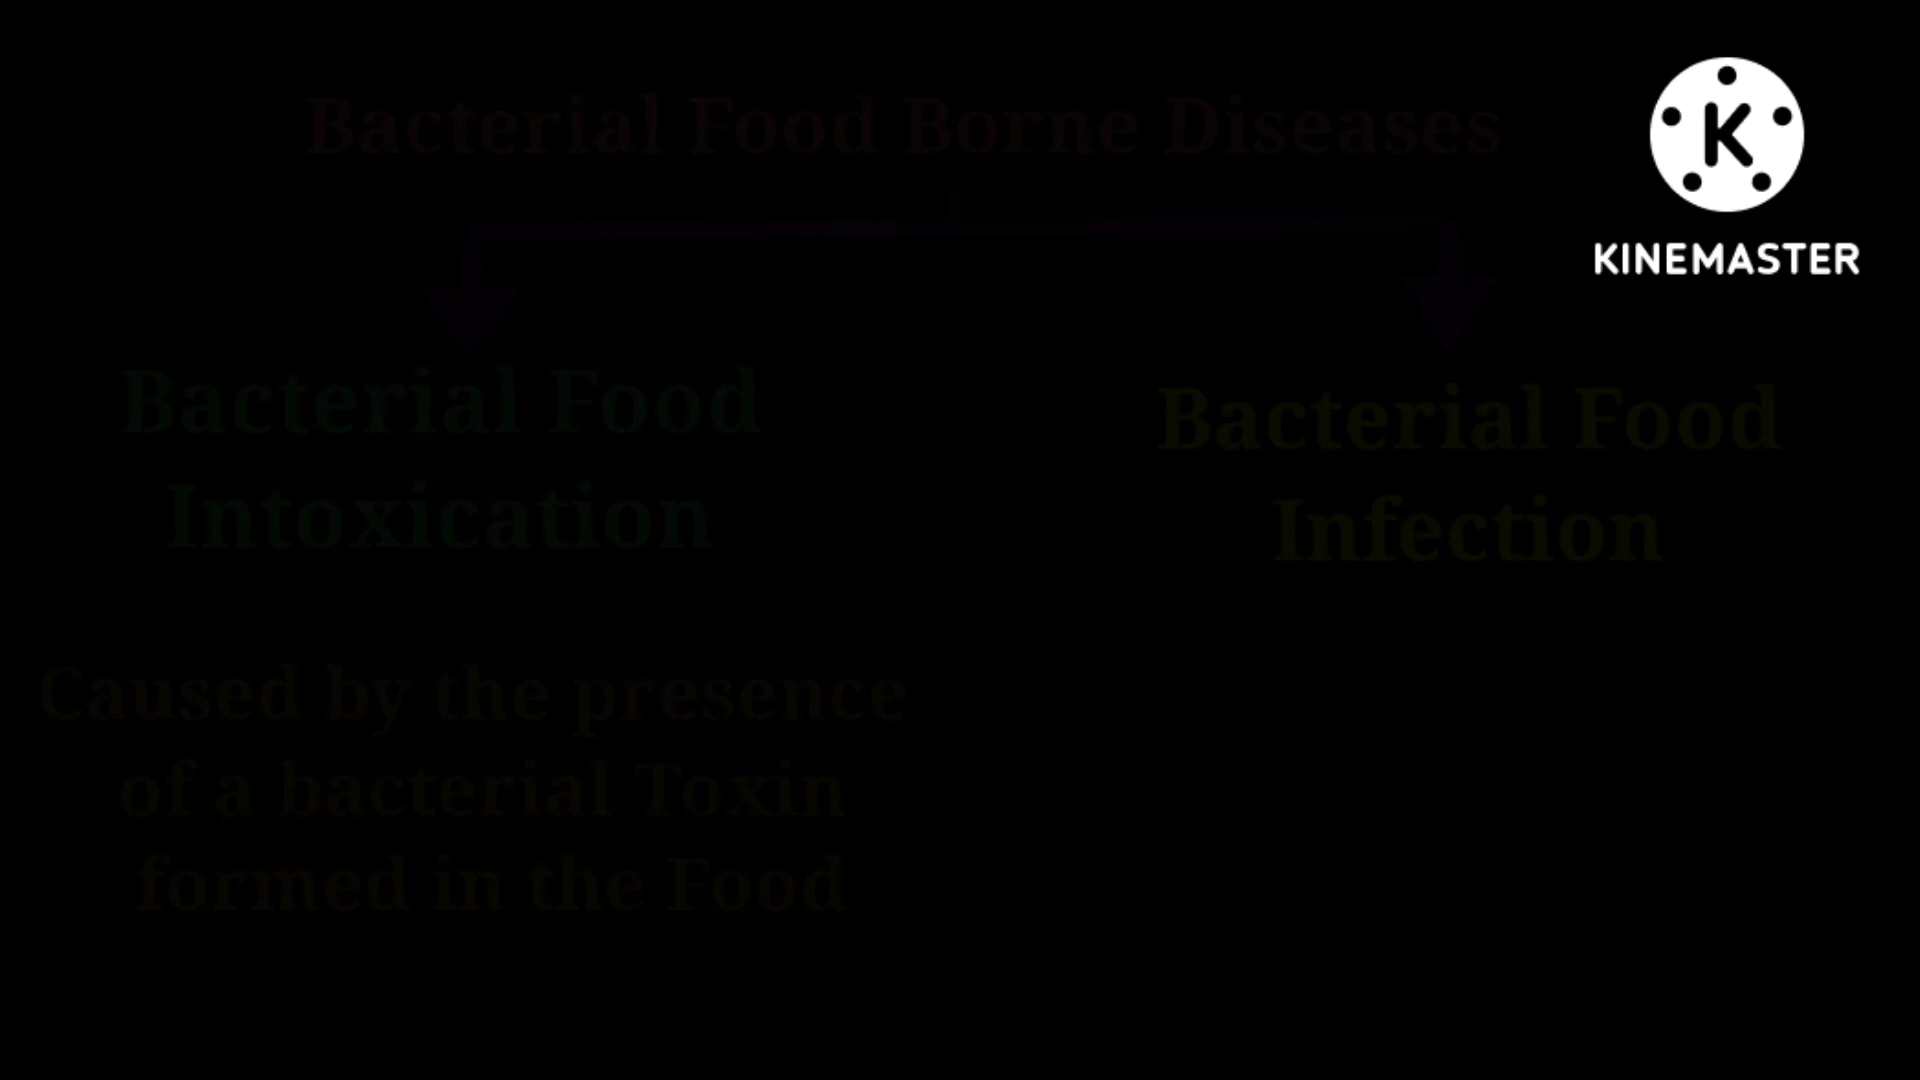 Bacterial Food Borne Diseases
K
KINEMASTER
Bacterial Food
Intoxication
Caused by the presence
of a bacterial Toxin
formed in the Food
Bacterial Food
Infection